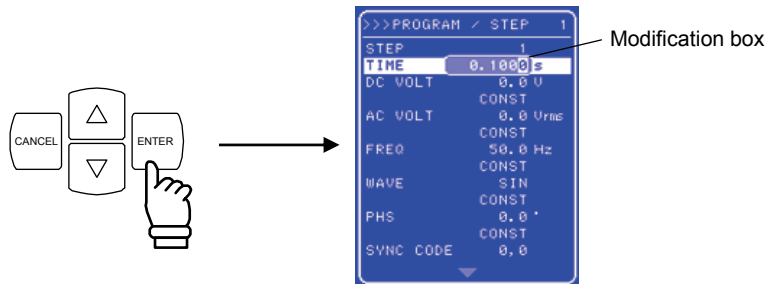 CANCEL
ENTER
>>>PROGRAM / STEP 1
STEP 1
TIME 0.1000 s
DC VOLT 0.0 V
CONST
AC VOLT 0.0 Vrms
CONST
FREQ 50.0 Hz
CONST
WAVE SIN
CONST
PHS 0.0 °
CONST
SYNC CODE 0,0
Modification box